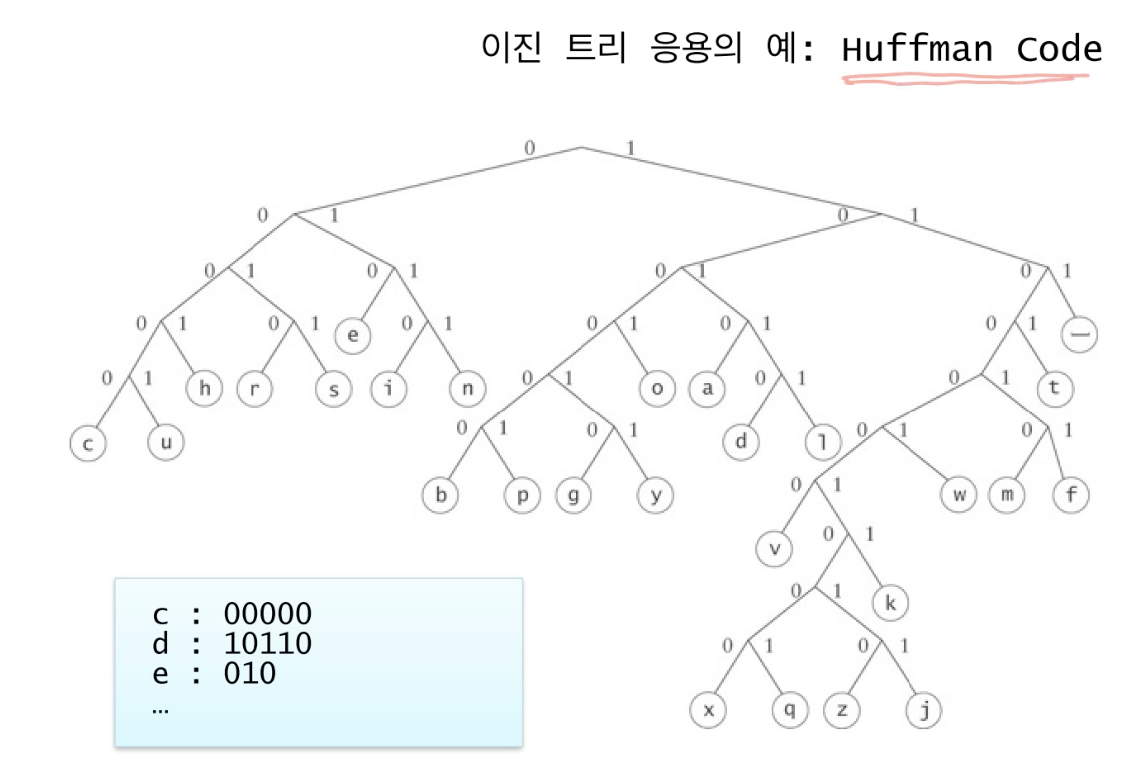 이진 트리 응용의 예: Huffman Code
0 1
0 1 0 1
0 1 0 1 0 1 0 1
0 1 0 1 e 0 1 0 1 0 1 0 1 —
0 1 h r s i n 0 1 o a 0 1 0 1 t
c u 0 1 0 1 d l 0 1 0 1
b p g y 0 1 w m f
v 0 1
0 1 k
0 1 0 1
x q z j
c : 00000
d : 10110
e : 010
…